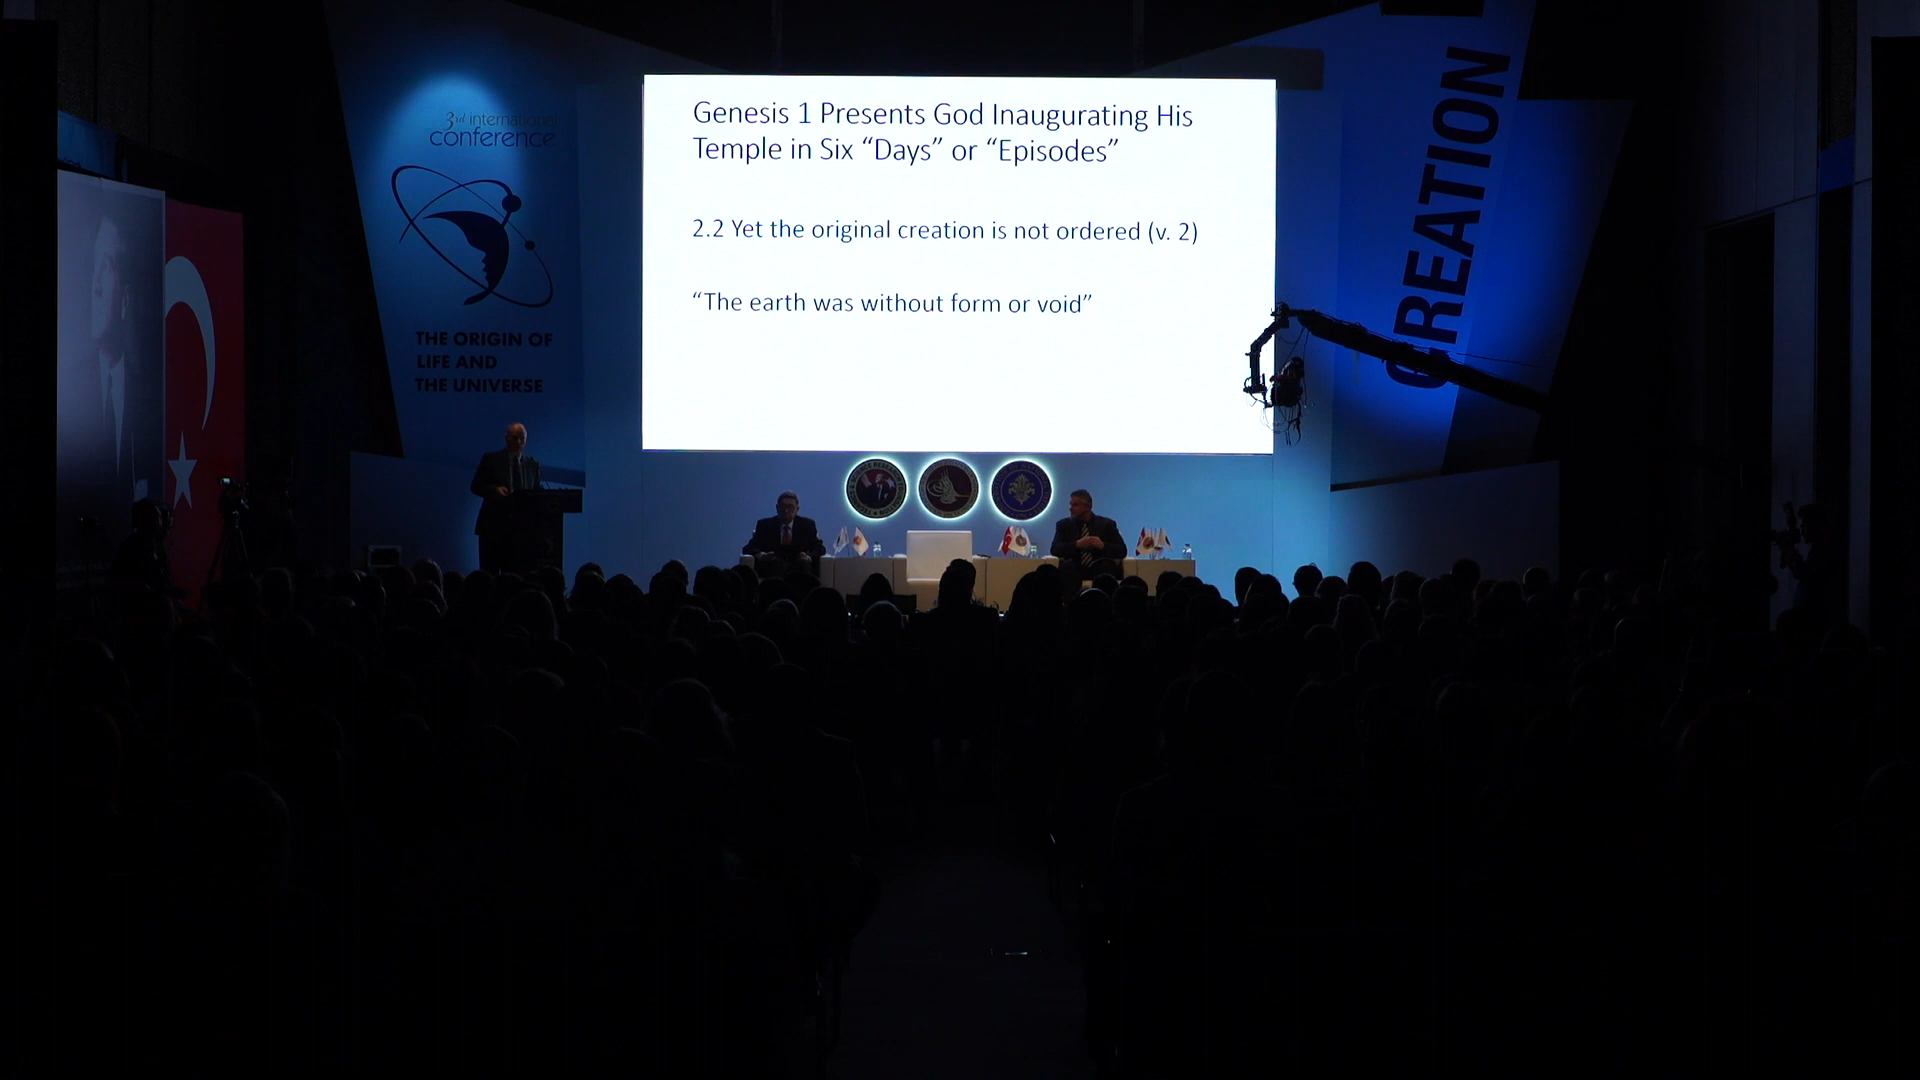 3rd international
conference
THE ORIGIN OF
LIFE AND
THE UNIVERSE
Genesis 1 Presents God Inaugurating His
Temple in Six “Days” or “Episodes”
2.2 Yet the original creation is not ordered (v. 2)
“The earth was without form or void”
CREATION